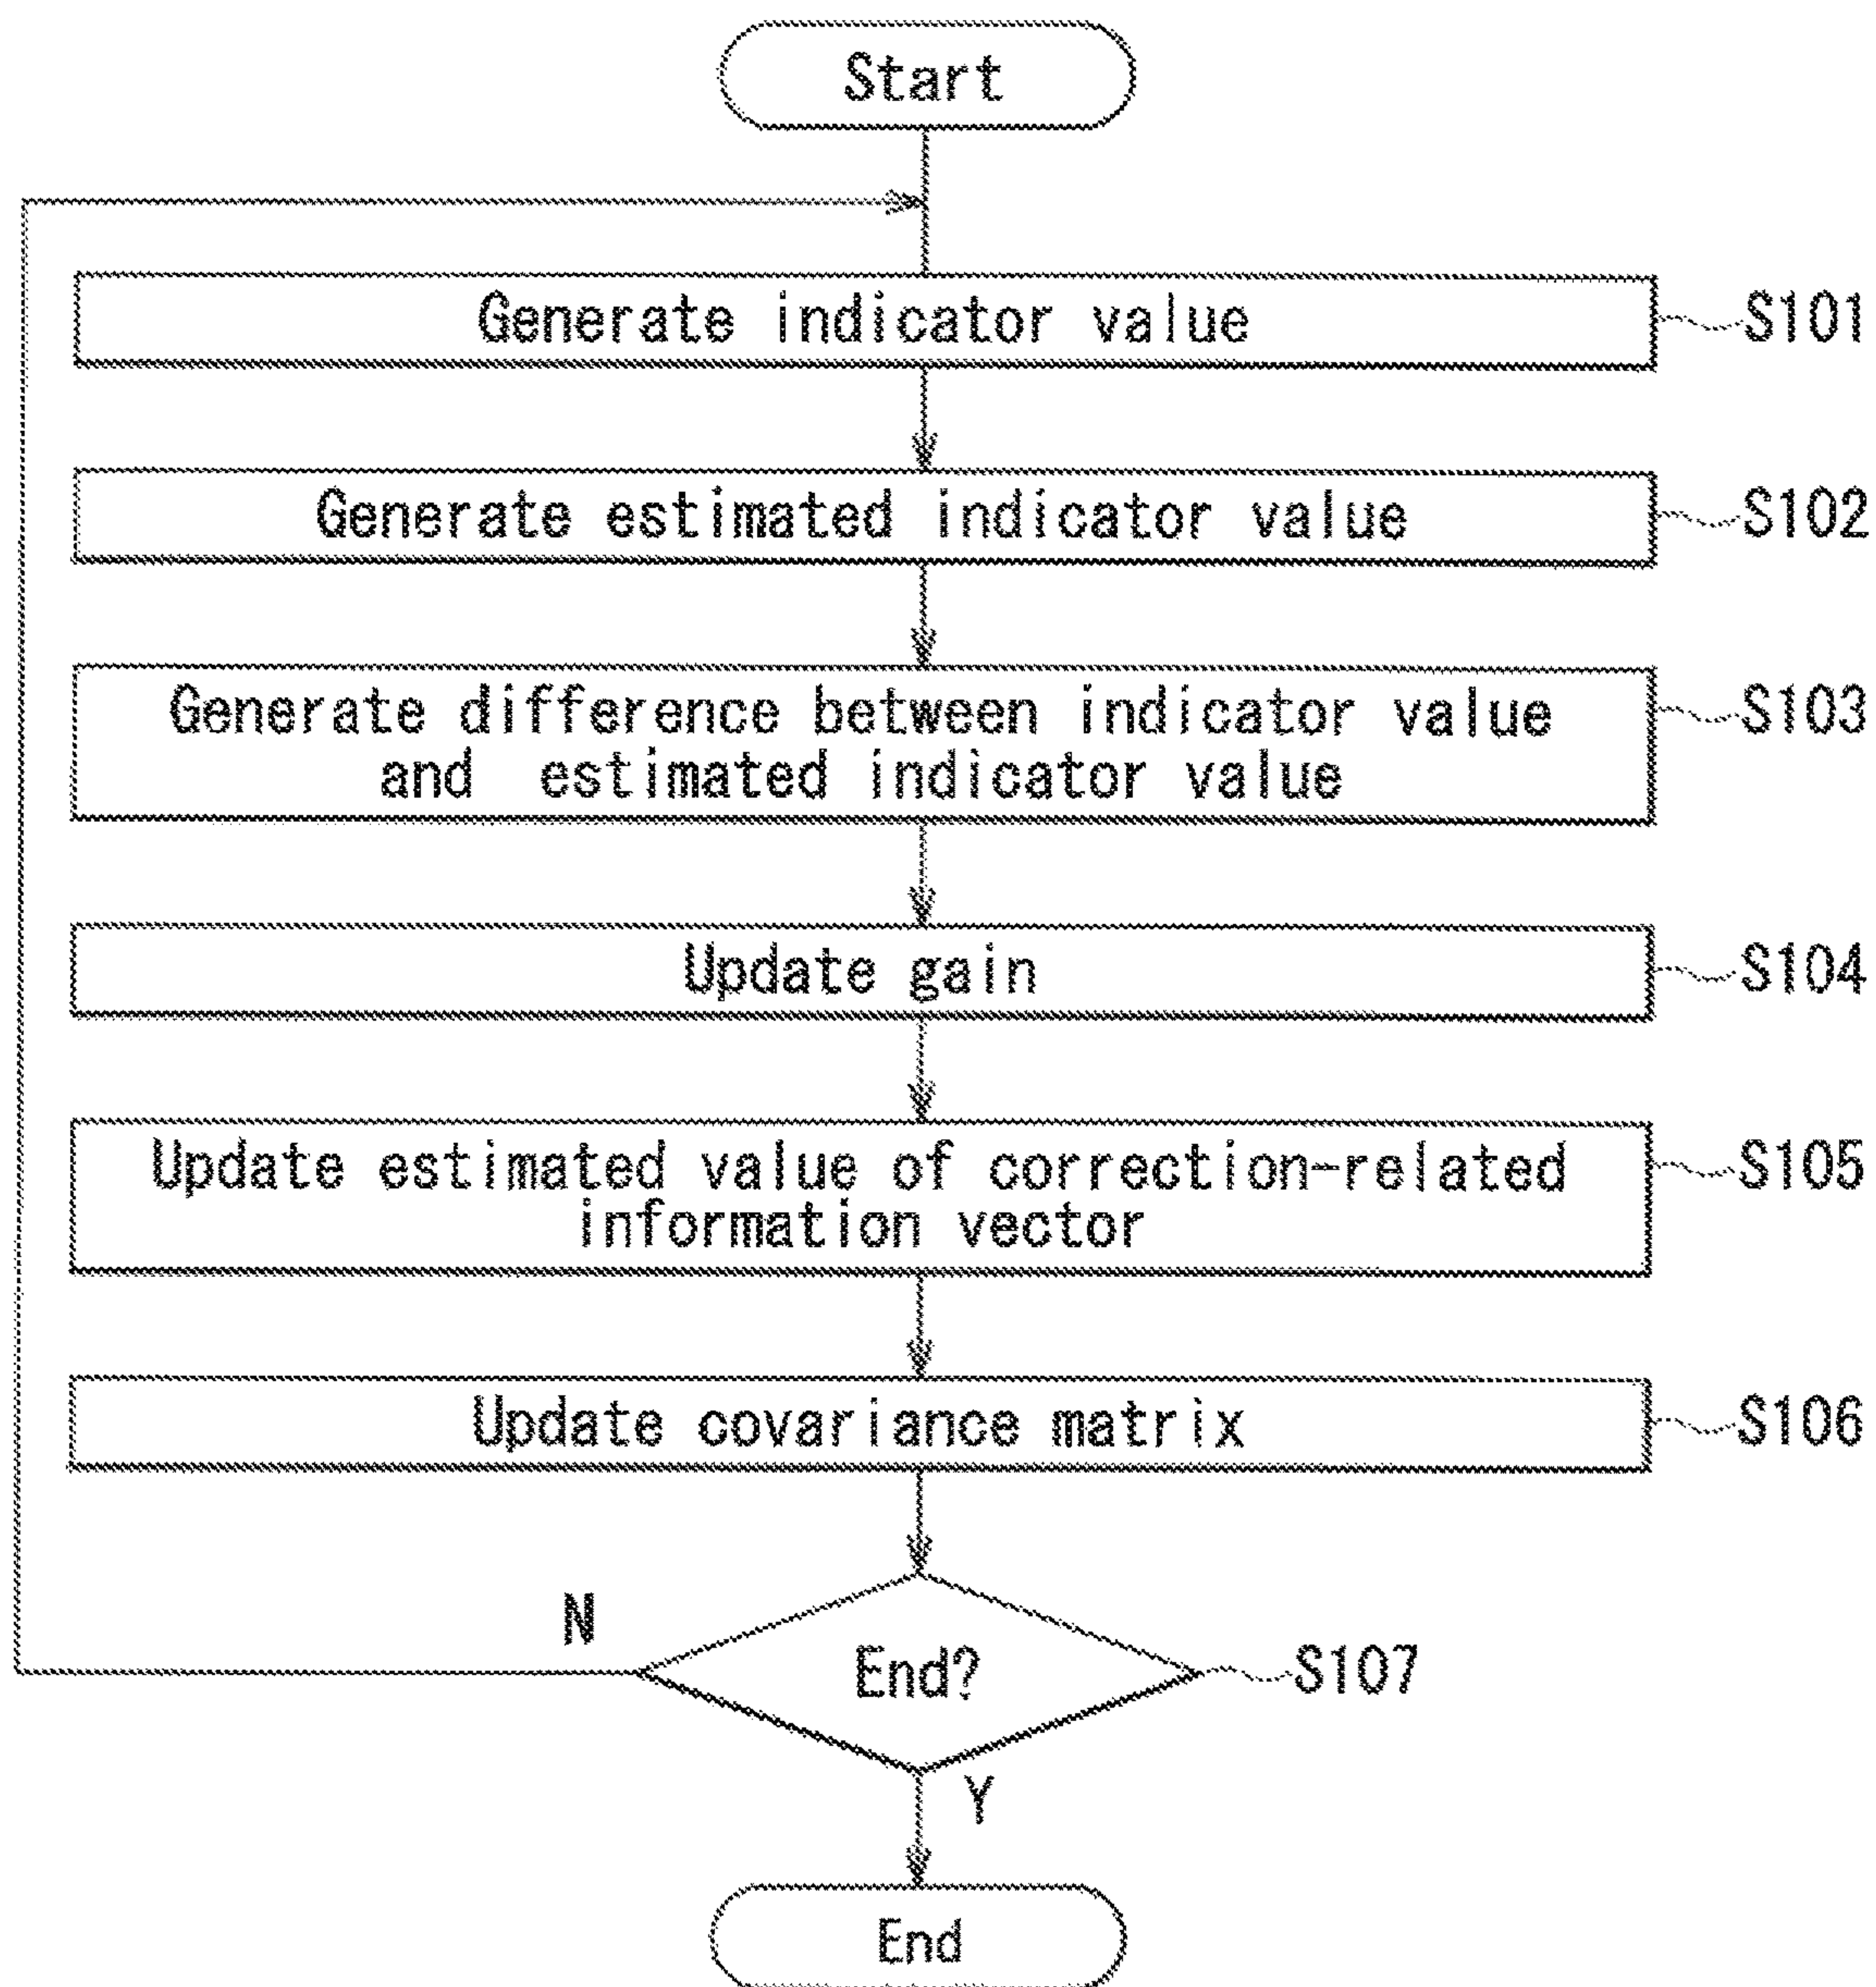 Start
Generate indicator value
S101
Generate estimated indicator value
S102
Generate difference between indicator value
and estimated indicator value
S103
Update gain
S104
Update estimated value of correction-related
information vector
S105
Update covariance matrix
S106
N
End?
S107
Y
End